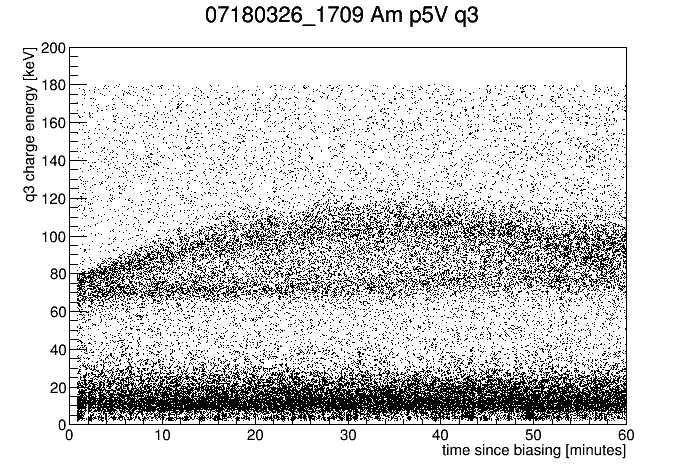 07180326_1709 Am p5V q3
q3 charge energy [keV]
200
180
160
140
120
100
80
60
40
20
0
0 10 20 30 40 50 60
time since biasing [minutes]